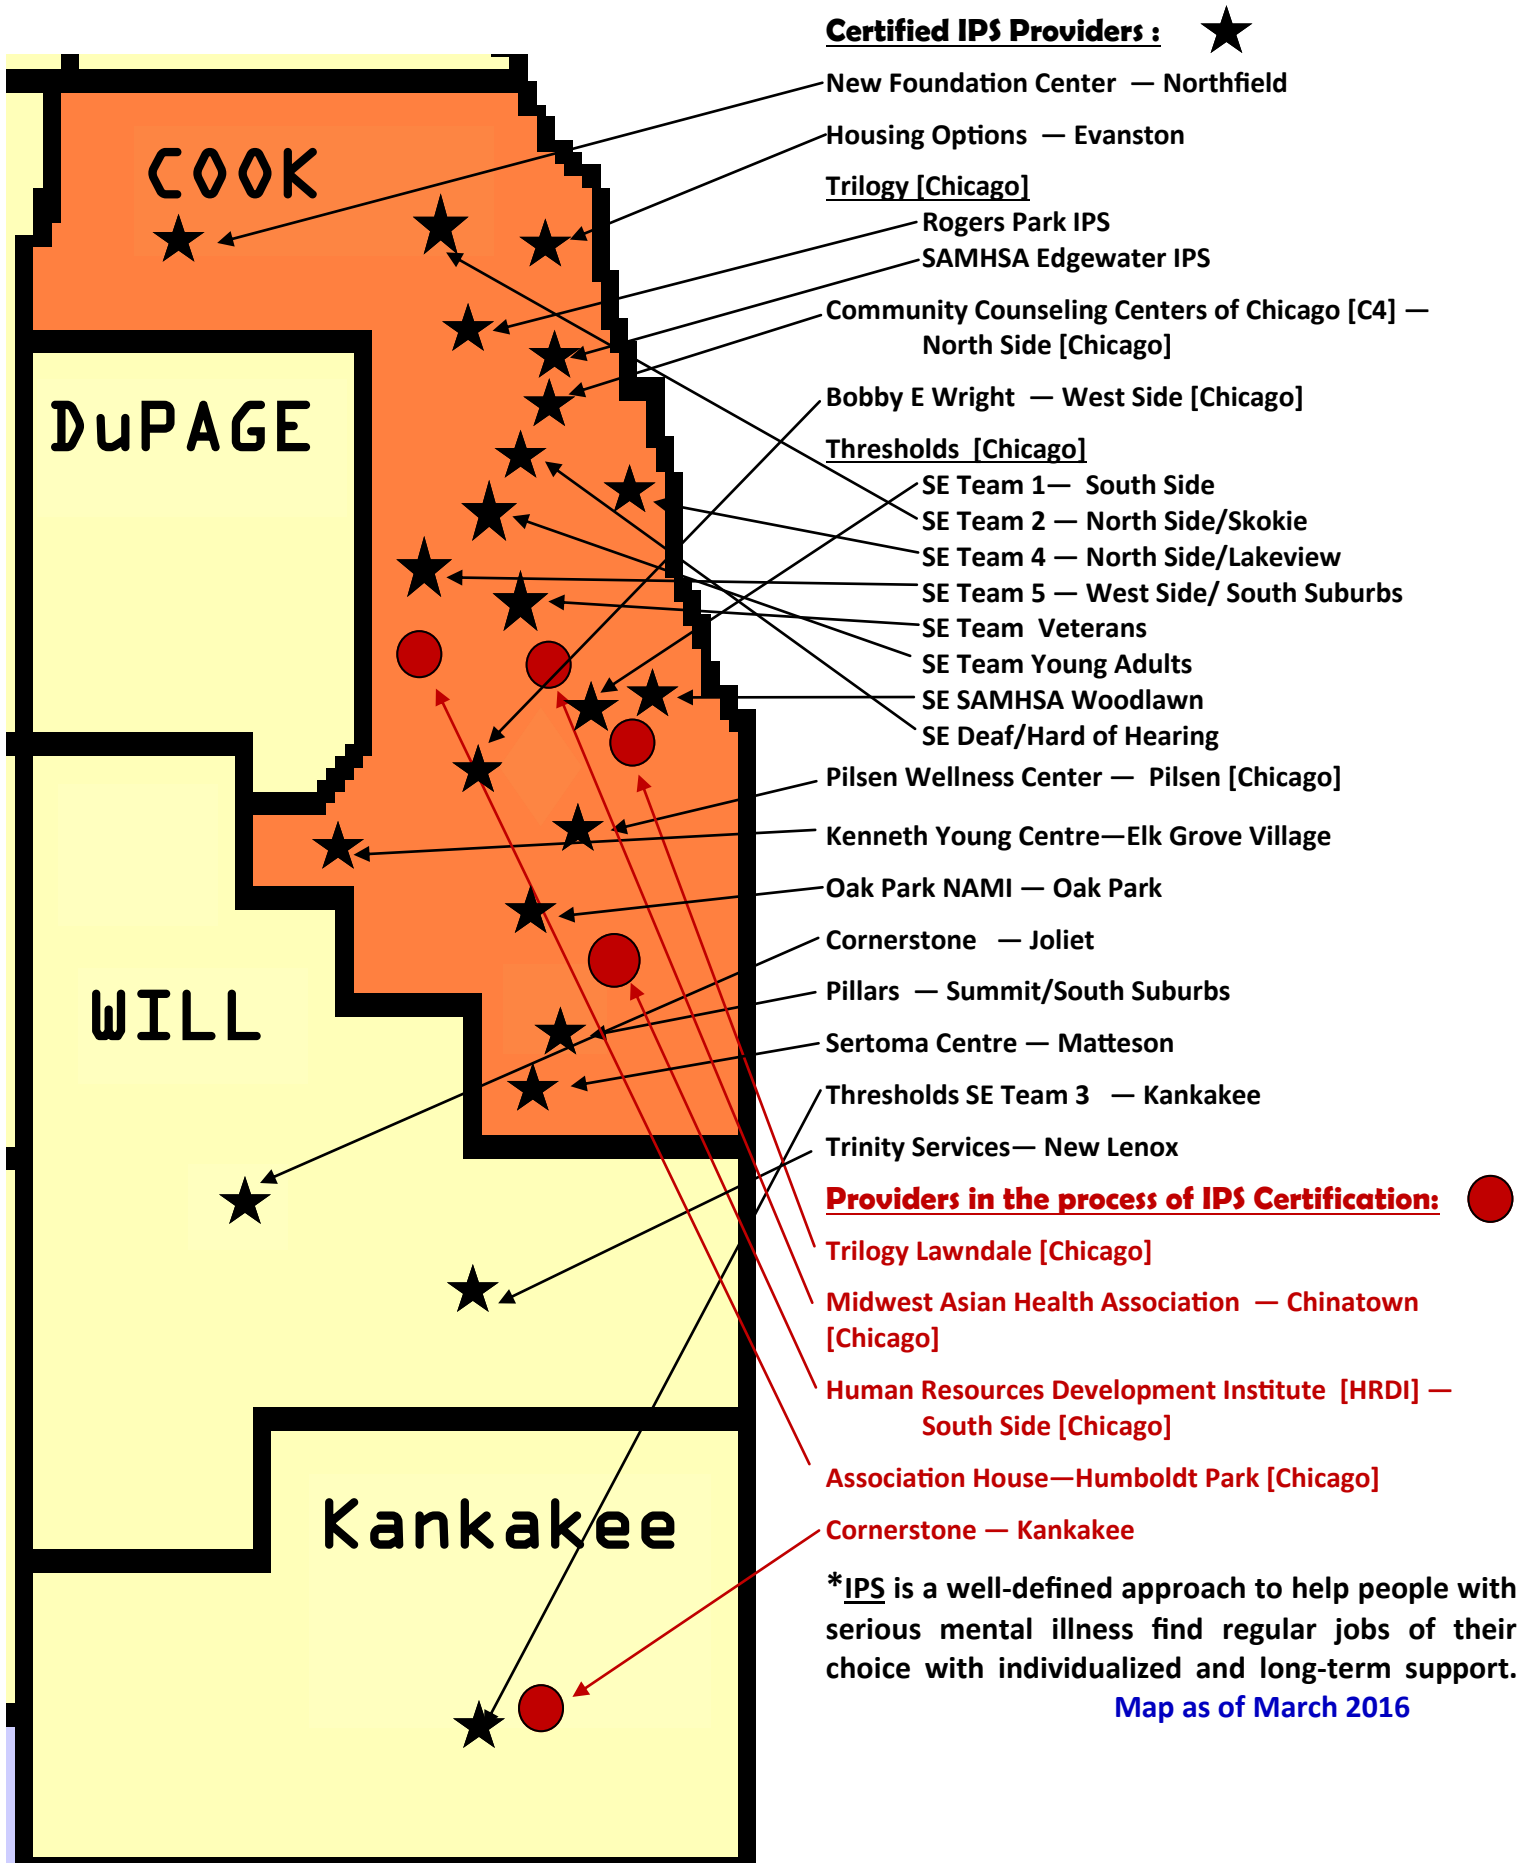 Certified IPS Providers :
New Foundation Center — Northfield
Housing Options — Evanston
Trilogy [Chicago]
Rogers Park IPS
SAMHSA Edgewater IPS
Community Counseling Centers of Chicago [C4] —
North Side [Chicago]
Bobby E Wright — West Side [Chicago]
Thresholds [Chicago]
SE Team 1— South Side
SE Team 2 — North Side/Skokie
SE Team 4 — North Side/Lakeview
SE Team 5 — West Side/ South Suburbs
SE Team Veterans
SE Team Young Adults
SE SAMHSA Woodlawn
SE Deaf/Hard of Hearing
Pilsen Wellness Center — Pilsen [Chicago]
Kenneth Young Centre—Elk Grove Village
Oak Park NAMI — Oak Park
Cornerstone — Joliet
Pillars — Summit/South Suburbs
Sertoma Centre — Matteson
Thresholds SE Team 3 — Kankakee
Trinity Services— New Lenox
Providers in the process of IPS Certification:
Trilogy Lawndale [Chicago]
Midwest Asian Health Association — Chinatown
[Chicago]
Human Resources Development Institute [HRDI] —
South Side [Chicago]
Association House—Humboldt Park [Chicago]
Cornerstone — Kankakee
*IPS is a well-defined approach to help people with
serious mental illness find regular jobs of their
choice with individualized and long-term support.
Map as of March 2016
COOK
DuPAGE
WILL
Kankakee